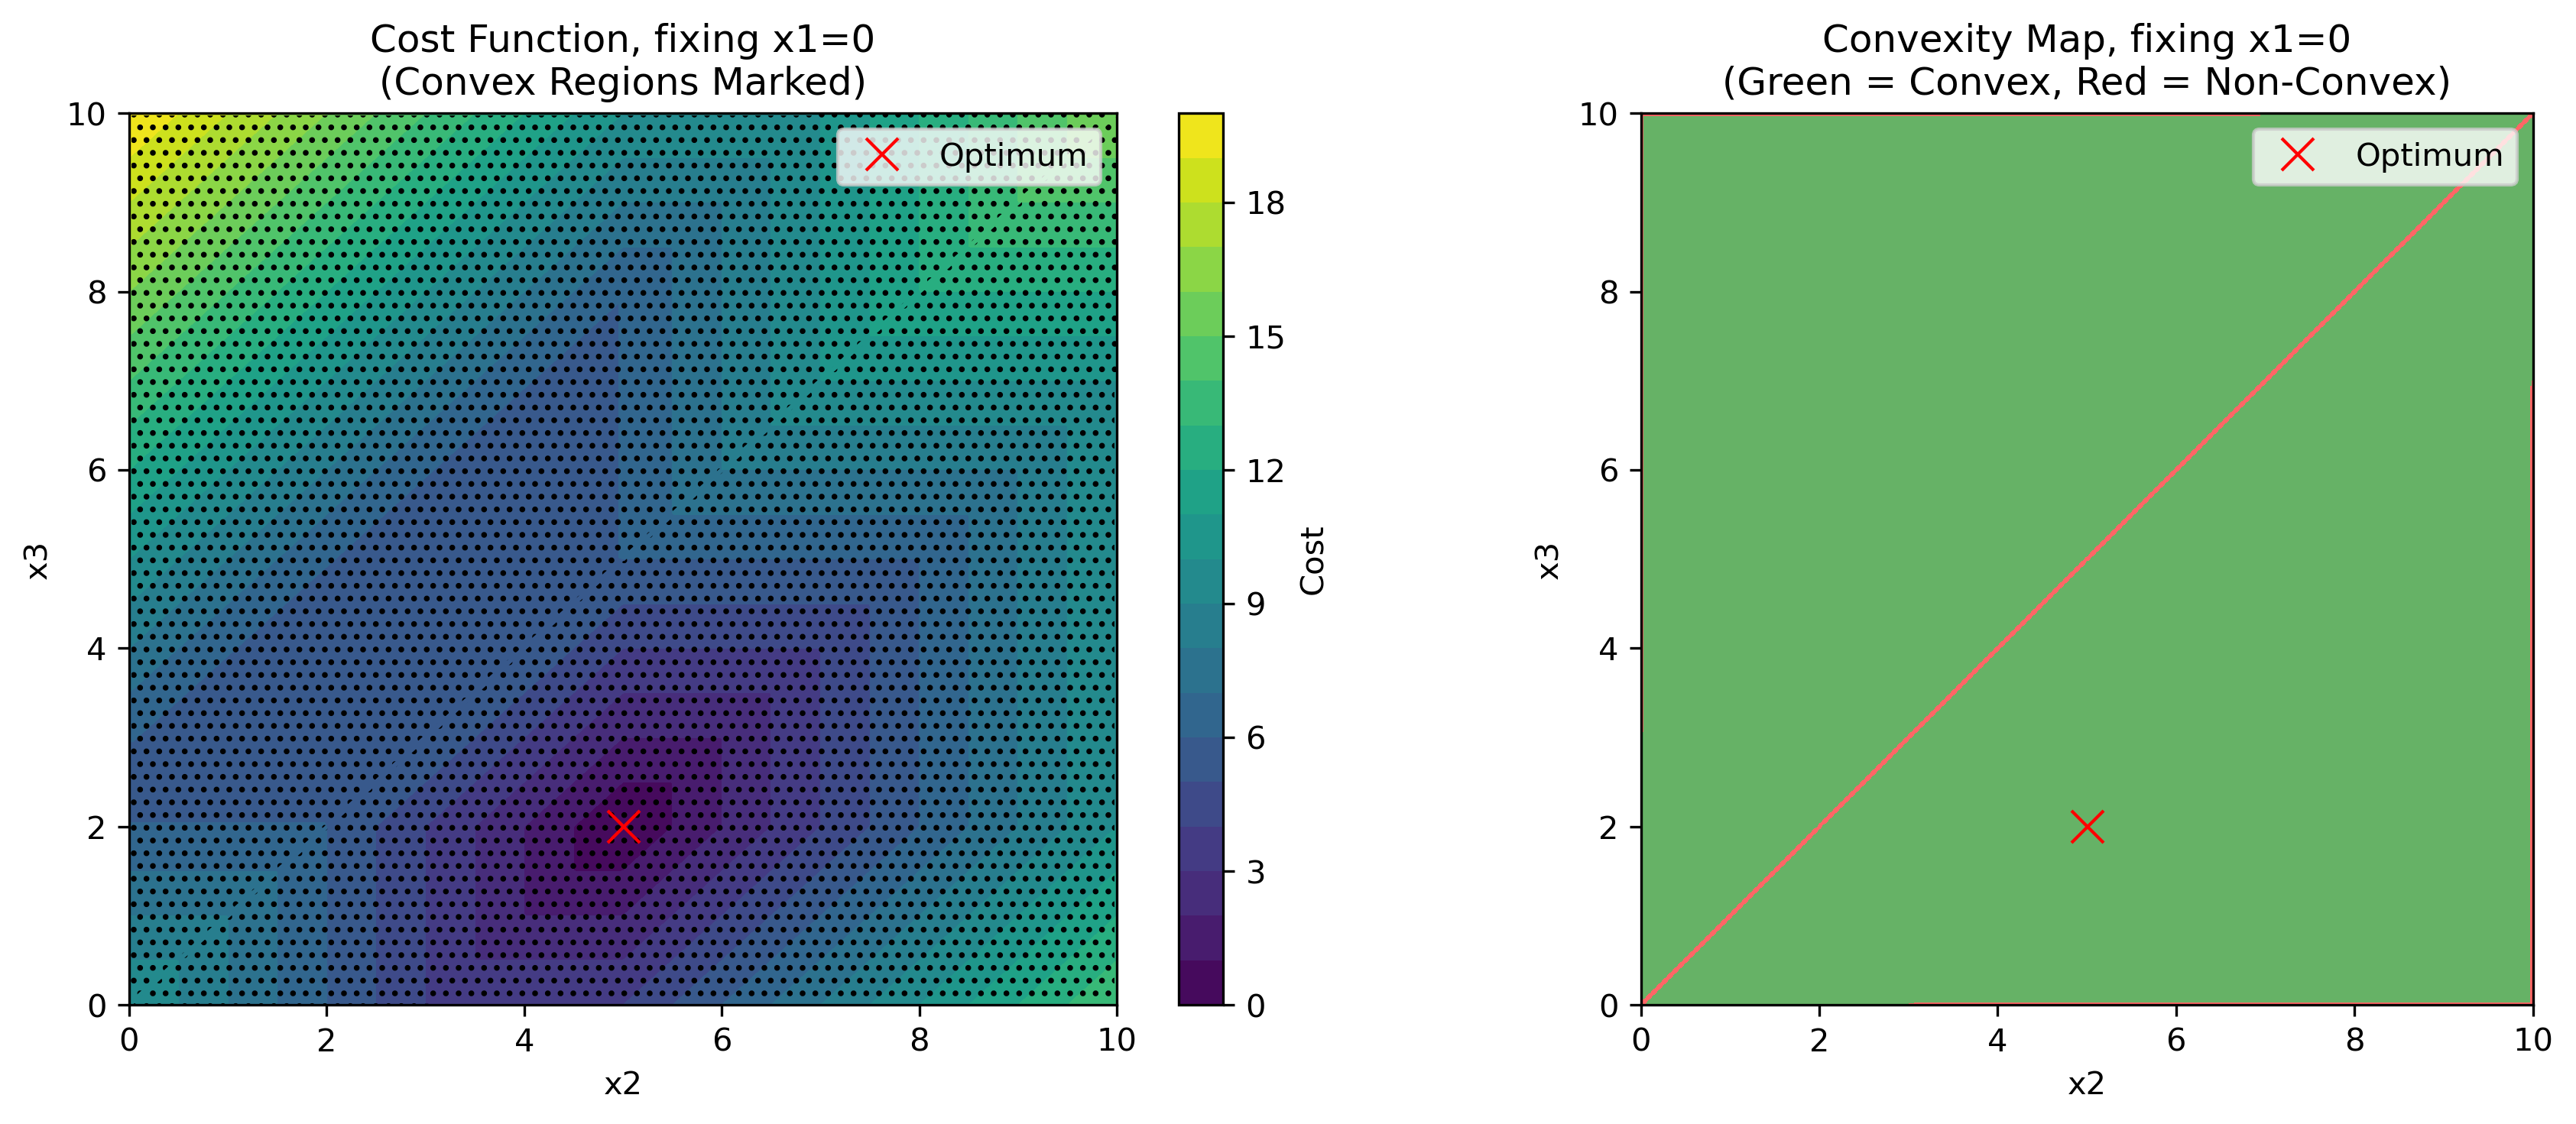 Cost Function, fixing x1=0
(Convex Regions Marked)
10
8
6
4
2
0
x3
0 2 4 6 8 10
x2
Optimum
18
15
12
9
6
3
0
Cost
Convexity Map, fixing x1=0
(Green = Convex, Red = Non-Convex)
10
8
6
4
2
0
x3
0 2 4 6 8 10
x2
Optimum